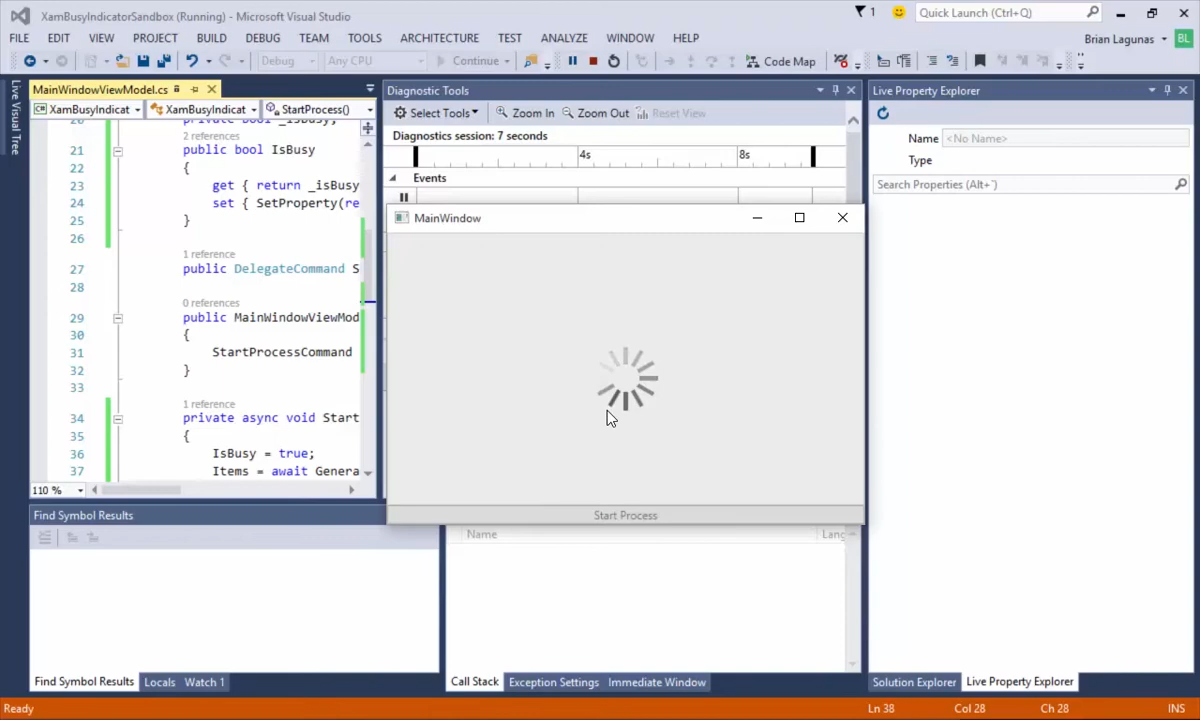 XamBusyIndicatorSandbox (Running) - Microsoft Visual Studio
1
Quick Launch (Ctrl+Q)
FILE EDIT VIEW PROJECT BUILD DEBUG TEAM TOOLS ARCHITECTURE TEST ANALYZE WINDOW HELP
Brian Lagunas BL
Debug Any CPU Continue Code Map
Live Visual Tree
MainWindowViewModel.cs
XamBusyIndicat XamBusyIndicat StartProcess()
20 private bool _isBusy;
2 references
21 public bool IsBusy
22 {
23 get { return _isBusy
24 set { SetProperty(re
25 }
26
1 reference
27 public DelegateCommand S
28
0 references
29 public MainWindowViewMod
30 {
31 StartProcessCommand
32 }
33
1 reference
34 private async void Start
35 {
36 IsBusy = true;
37 Items = await Genera
110 %
Diagnostic Tools
Select Tools Zoom In Zoom Out Reset View
Diagnostics session: 7 seconds
4s 8s
Events
MainWindow
Start Process
Live Property Explorer
Name <No Name>
Type
Search Properties (Alt+`)
Find Symbol Results
Name Lang
Find Symbol Results Locals Watch 1
Call Stack Exception Settings Immediate Window
Solution Explorer Live Property Explorer
Ready Ln 38 Col 28 Ch 28 INS